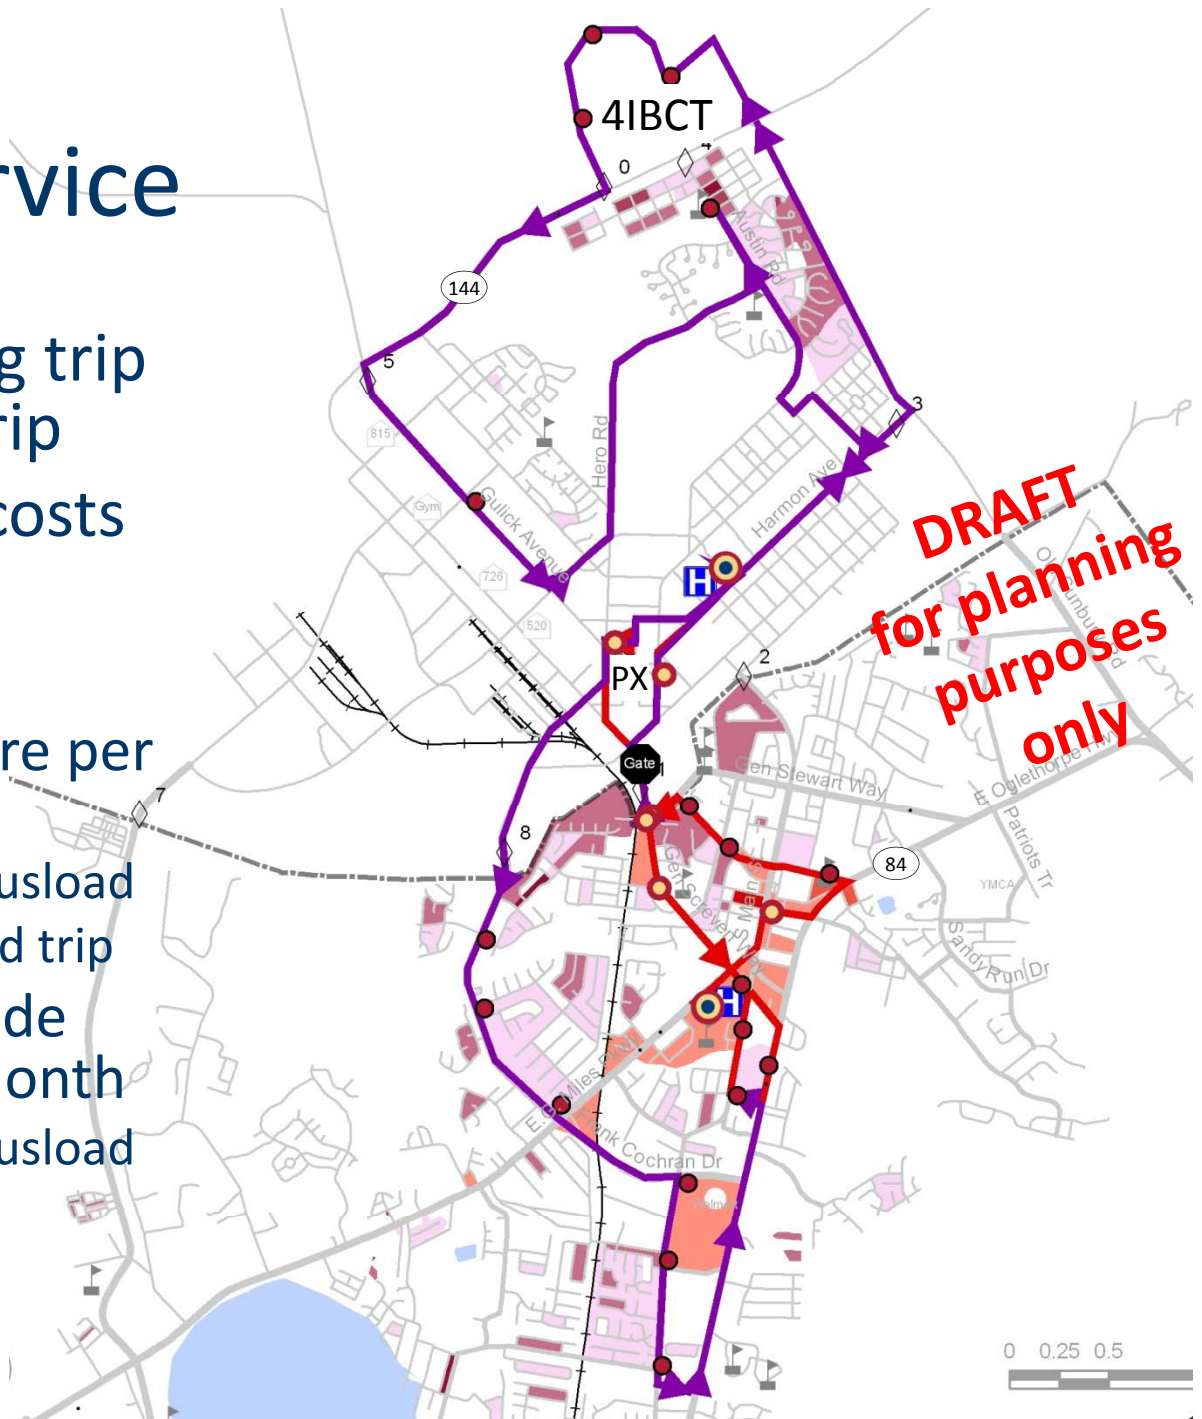 4IBCT
4
0
rvice
Austin Rd
144
g trip
rip
5
3
815
Hero Rd
costs
Gulick Avenue
Gym
Harmon Ave
DRAFT
for planning
purposes
only
726
H
520
PX
2
re per
Gate
1
Gen Stewart Way
E Oglethorpe Hwy
7
8
Patriots Tr
84
usload
Gen Screven Way
S Main S
YMCA
d trip
Sandy Run Dr
de
H
onth
E. G. Miles Pkwy
usload
Frank Cochran Dr
Walmart
0 0.25 0.5